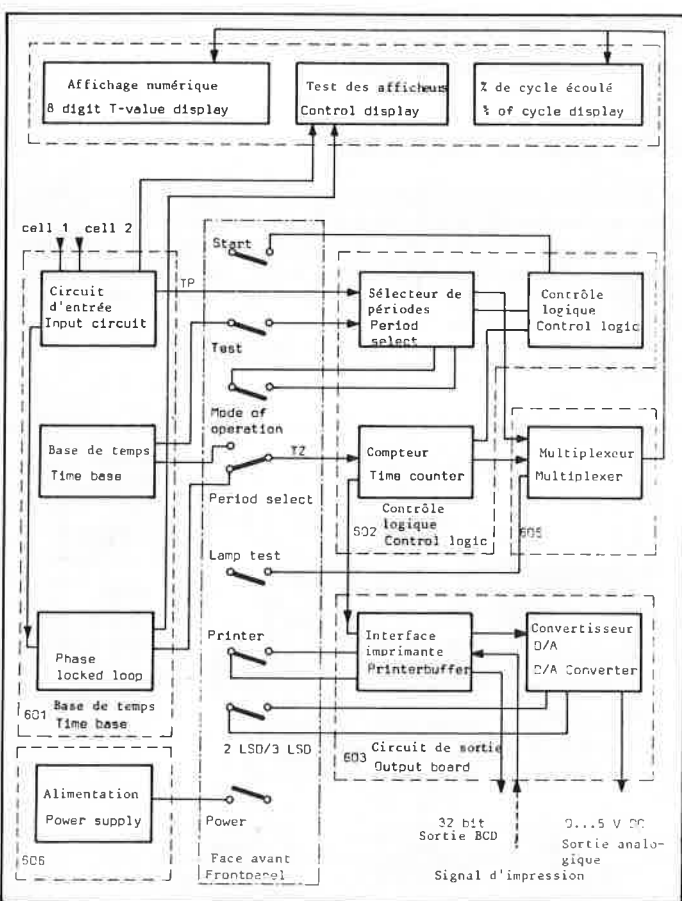 Affichage numérique
8 digit T-value display
Test des afficheurs
Control display
% de cycle écoulé
% of cycle display
cell 1
cell 2
Start
Circuit
d'entrée
Input circuit
TP
Sélecteur de
périodes
Period
select
Contrôle
logique
Control logic
Test
Mode of
operation
Base de temps
Time base
TZ
Period select
Compteur
Time counter
Multiplexeur
Multiplexer
602
Contrôle
logique
Control logic
605
Lamp test
Phase
locked loop
Printer
Interface
imprimante
Printerbuffer
Convertisseur
D/A
D/A Converter
601
Base de temps
Time base
2 LSD/3 LSD
603
Circuit de sortie
Output board
Alimentation
Power supply
Power
606
Face avant
Frontpanel
32 bit
Sortie BCD
0...5 V DC
Sortie analo-
gique
Signal d'impression